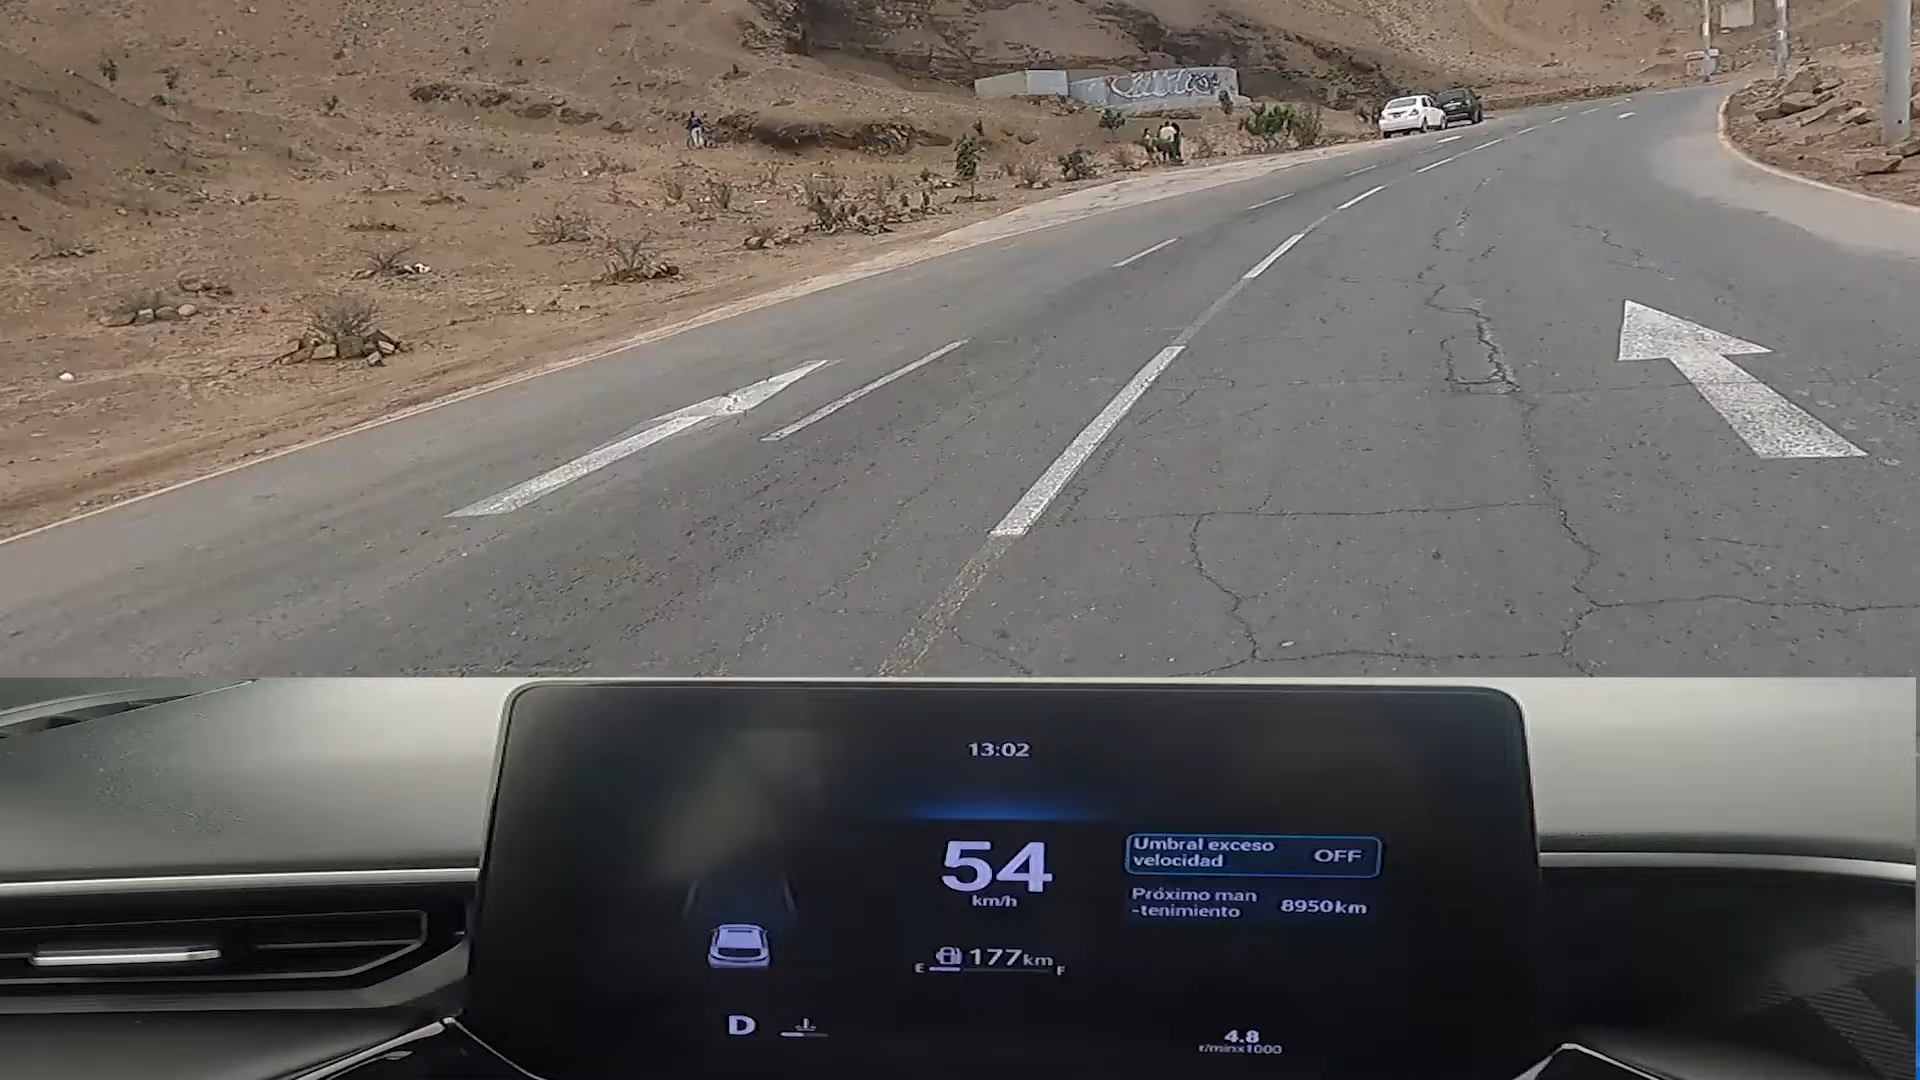 13:02
54
km/h
Umbral exceso
velocidad
OFF
Próximo man
-tenimiento
8950km
177km
E
F
D
4.8
r/minx1000